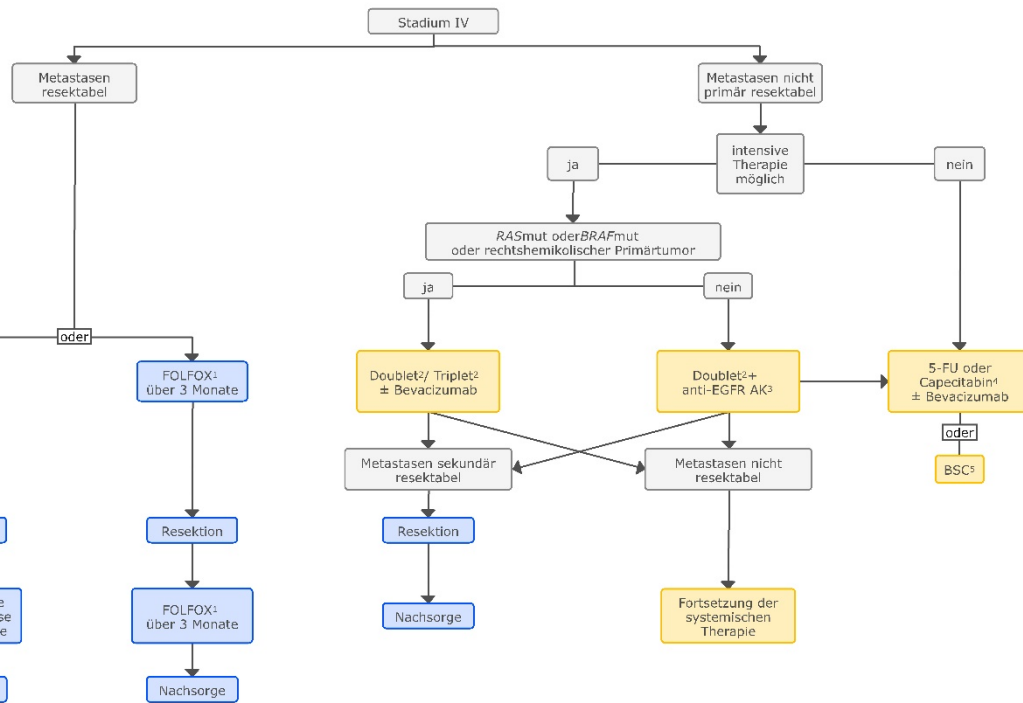 Stadium IV
Metastasen
resektabel
Metastasen nicht
primär resektabel
intensive
Therapie
möglich
ja
nein
RASmut oderBRAFmut
oder rechtshemikolischer Primärtumor
ja
nein
oder
FOLFOX¹
über 3 Monate
Doublet²/ Triplet²
± Bevacizumab
Doublet²+
anti-EGFR AK³
5-FU oder
Capecitabin⁴
± Bevacizumab
oder
BSC⁵
Metastasen sekundär
resektabel
Metastasen nicht
resektabel
Resektion
Resektion
e
se
e
FOLFOX¹
über 3 Monate
Nachsorge
Fortsetzung der
systemischen
Therapie
Nachsorge